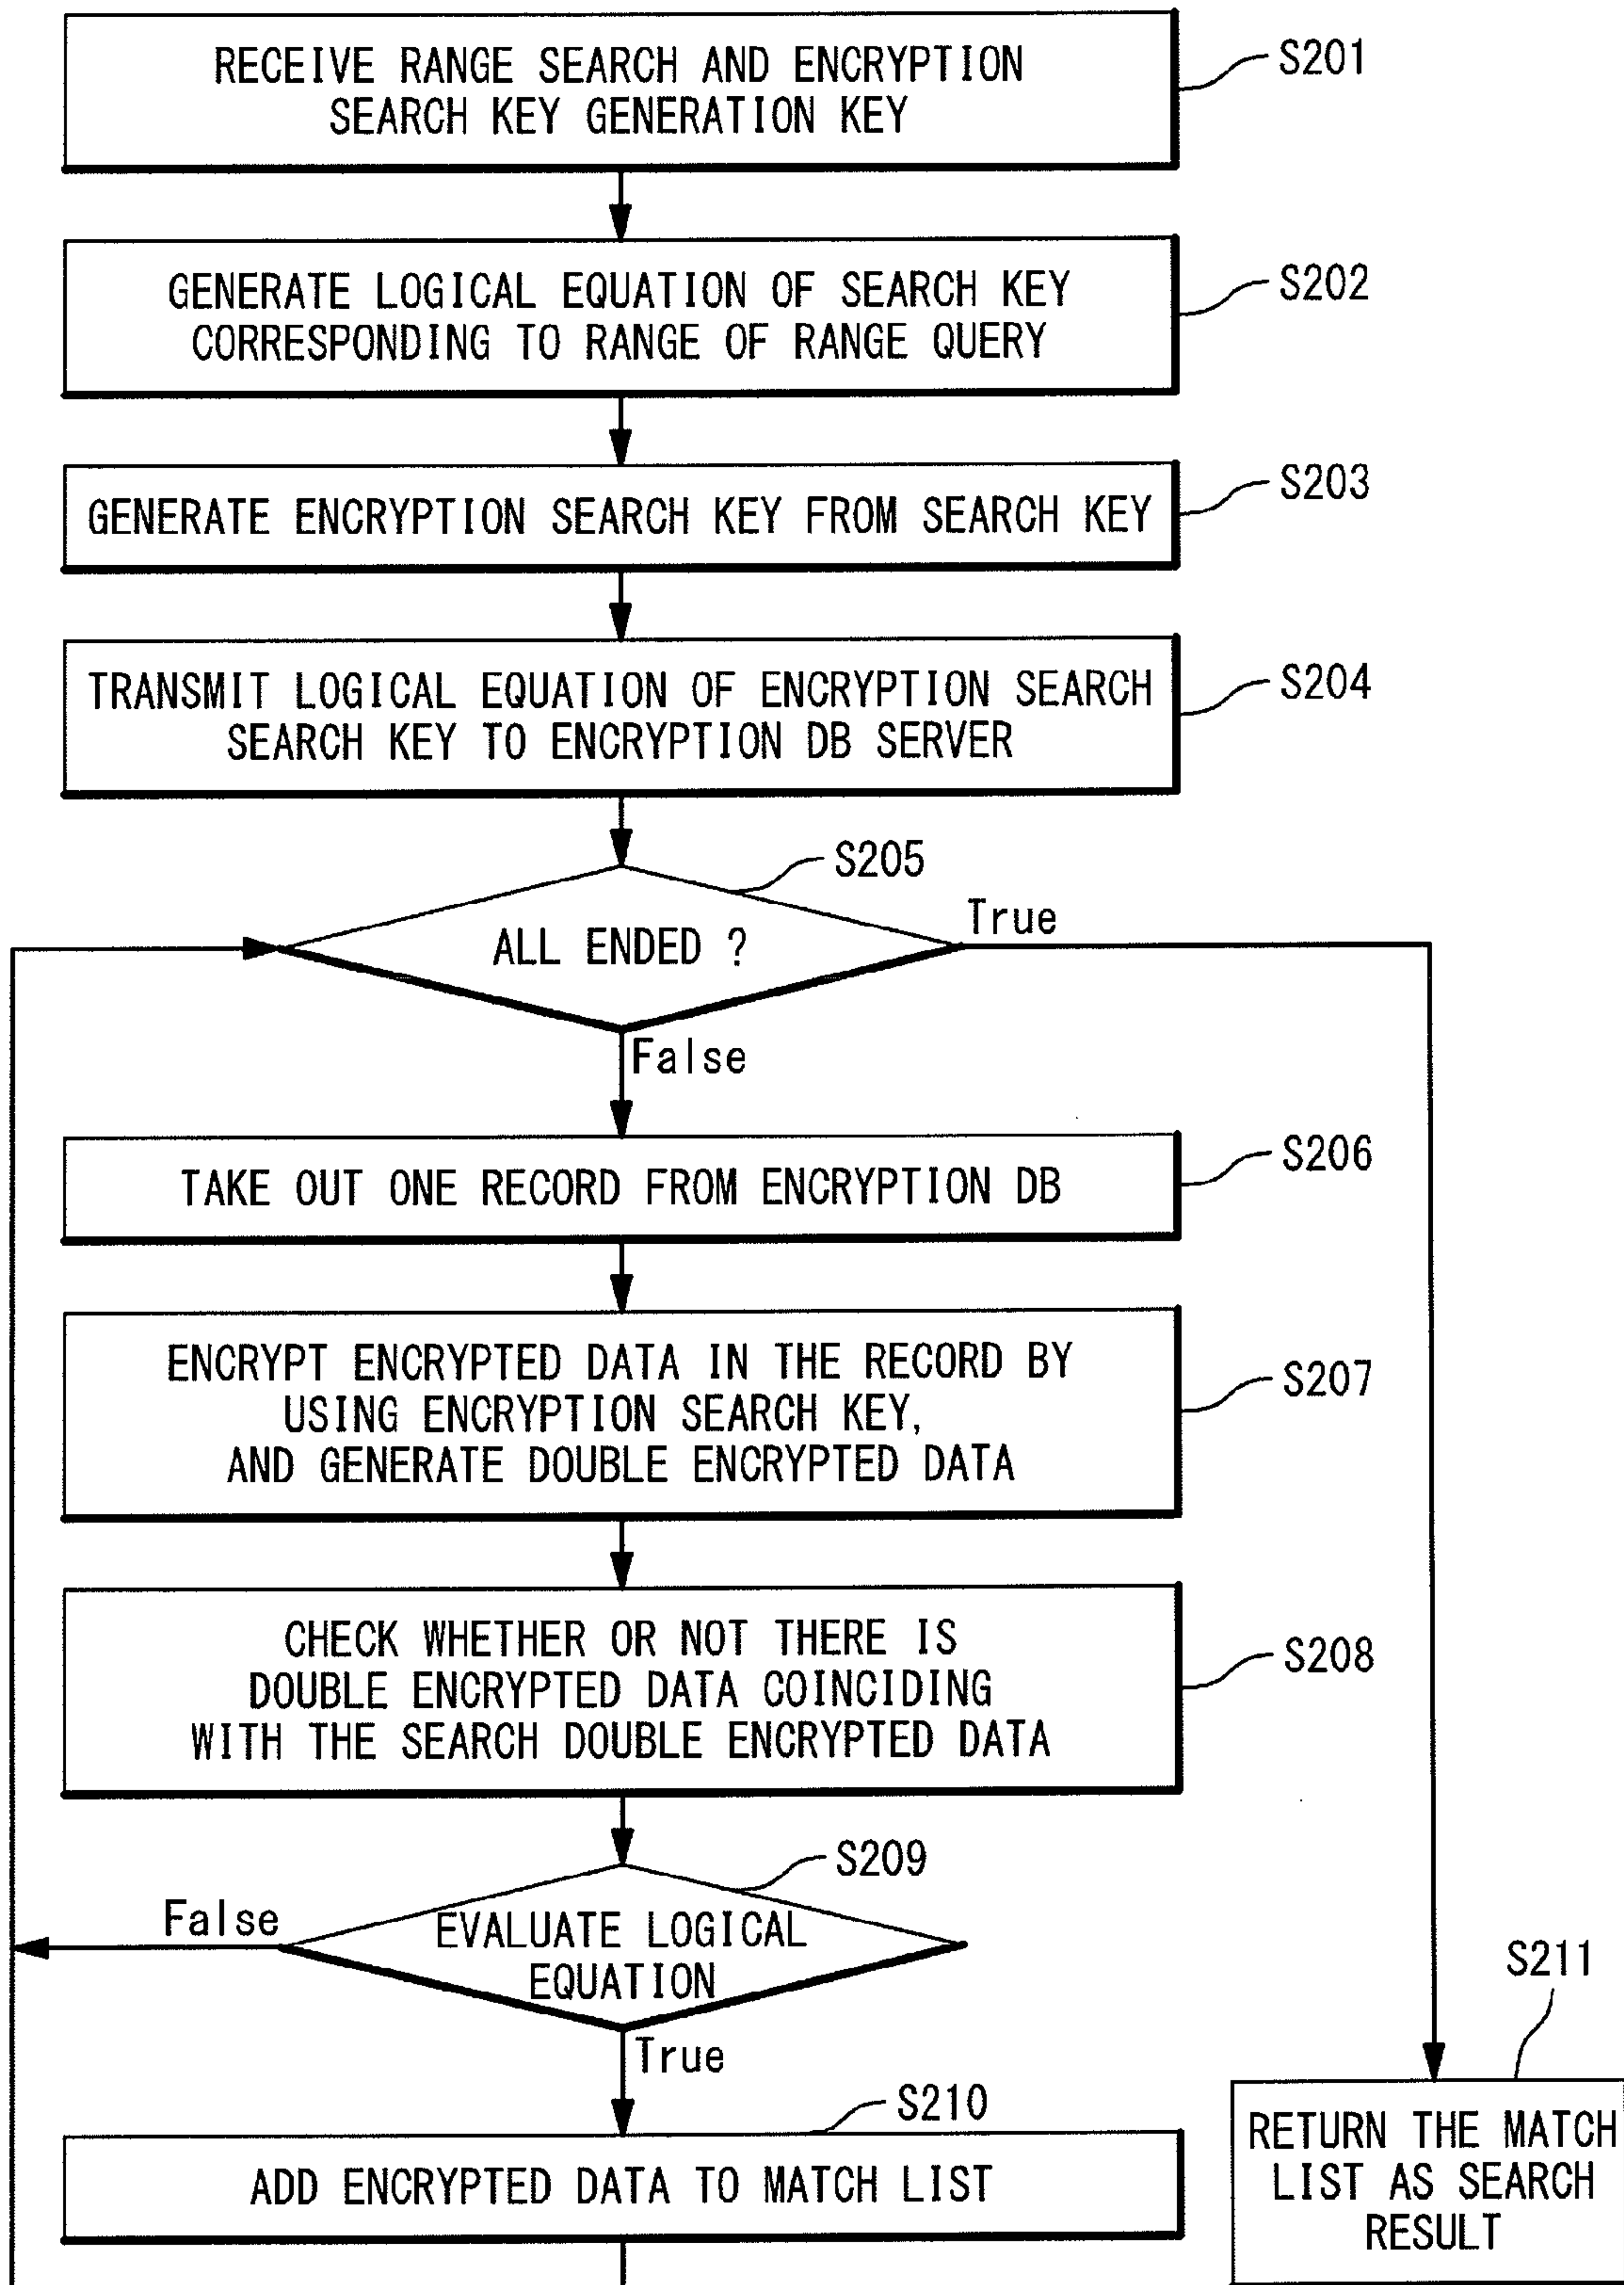 RECEIVE RANGE SEARCH AND ENCRYPTION
SEARCH KEY GENERATION KEY
S201
GENERATE LOGICAL EQUATION OF SEARCH KEY
CORRESPONDING TO RANGE OF RANGE QUERY
S202
GENERATE ENCRYPTION SEARCH KEY FROM SEARCH KEY
S203
TRANSMIT LOGICAL EQUATION OF ENCRYPTION SEARCH
SEARCH KEY TO ENCRYPTION DB SERVER
S204
S205
ALL ENDED ?
True
False
TAKE OUT ONE RECORD FROM ENCRYPTION DB
S206
ENCRYPT ENCRYPTED DATA IN THE RECORD BY
USING ENCRYPTION SEARCH KEY,
AND GENERATE DOUBLE ENCRYPTED DATA
S207
CHECK WHETHER OR NOT THERE IS
DOUBLE ENCRYPTED DATA COINCIDING
WITH THE SEARCH DOUBLE ENCRYPTED DATA
S208
S209
False
EVALUATE LOGICAL
EQUATION
True
S210
ADD ENCRYPTED DATA TO MATCH LIST
S211
RETURN THE MATCH
LIST AS SEARCH
RESULT